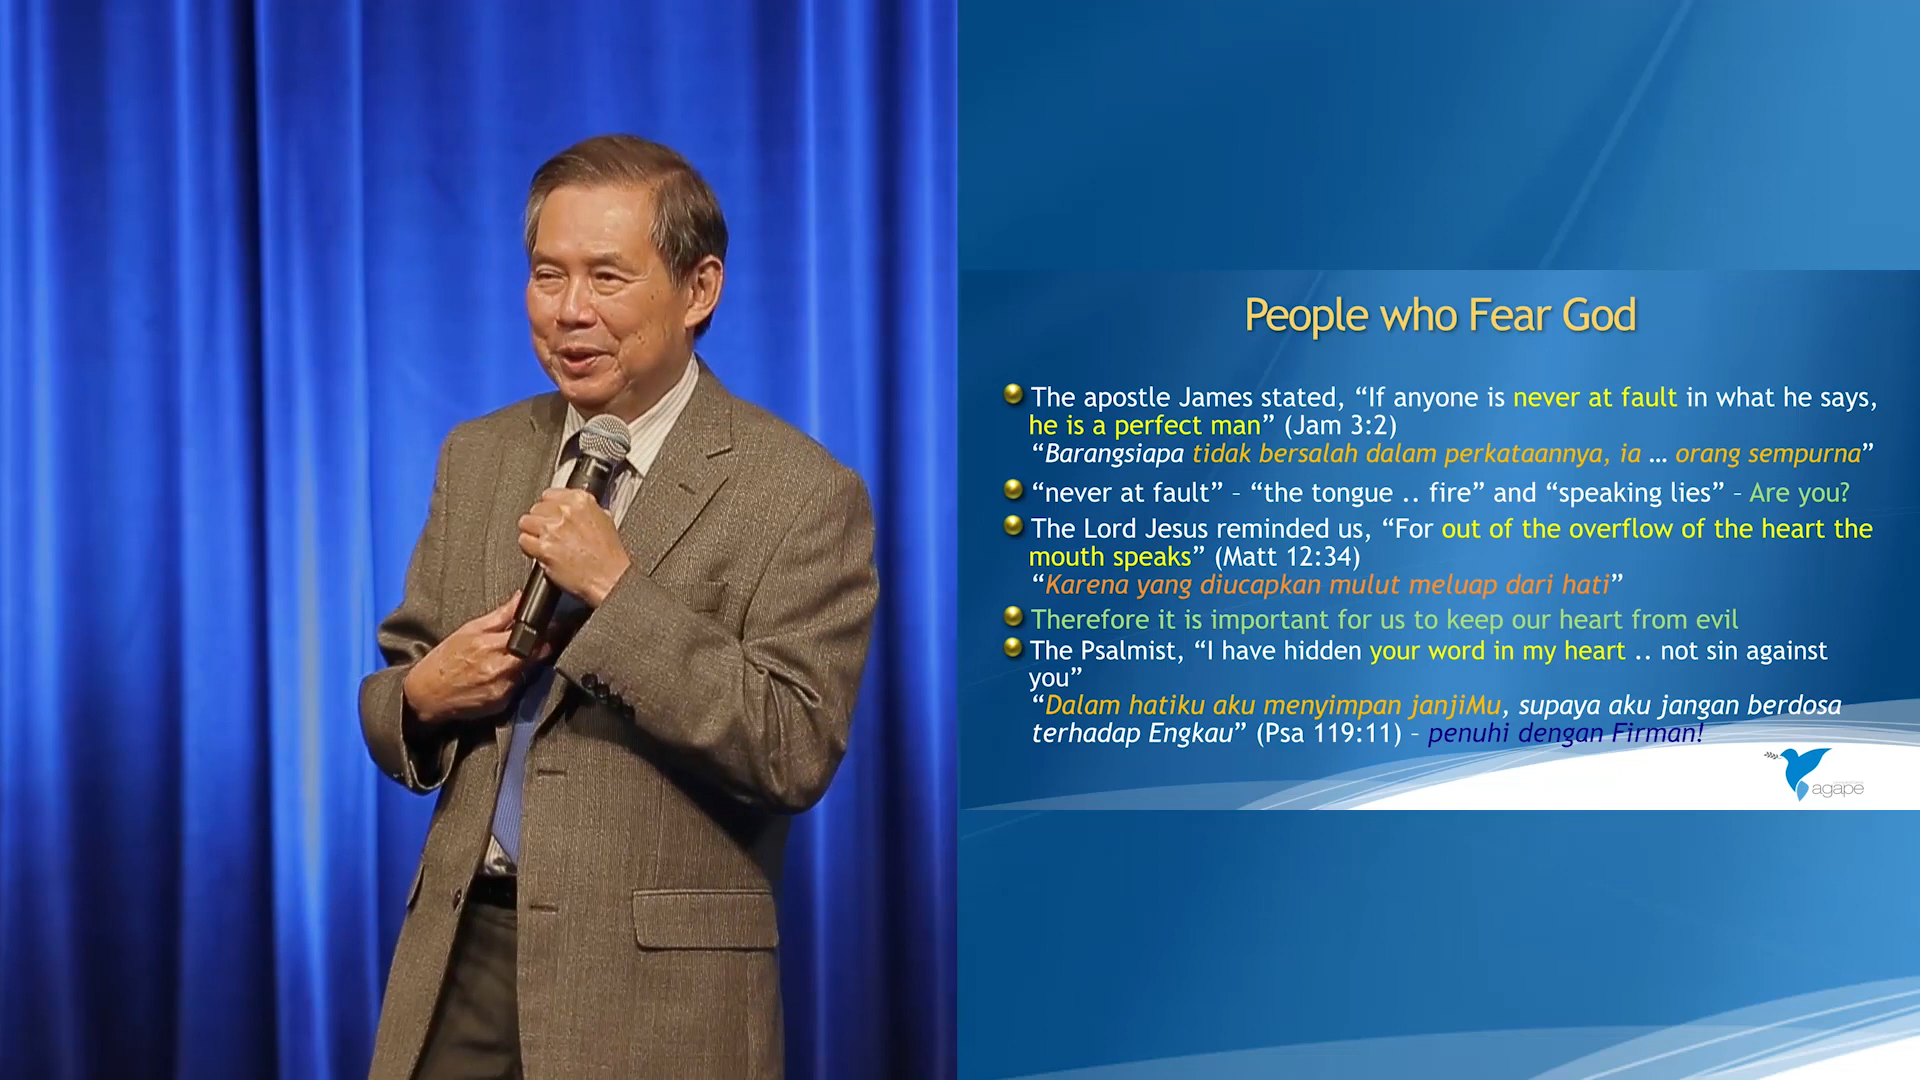 People who Fear God
The apostle James stated, “If anyone is never at fault in what he says,
he is a perfect man” (Jam 3:2)
“Barangsiapa tidak bersalah dalam perkataannya, ia … orang sempurna”
“never at fault” – “the tongue .. fire” and “speaking lies” – Are you?
The Lord Jesus reminded us, “For out of the overflow of the heart the
mouth speaks” (Matt 12:34)
“Karena yang diucapkan mulut meluap dari hati”
Therefore it is important for us to keep our heart from evil
The Psalmist, “I have hidden your word in my heart .. not sin against
you”
“Dalam hatiku aku menyimpan janjiMu, supaya aku jangan berdosa
terhadap Engkau” (Psa 119:11) – penuhi dengan Firman!
agape